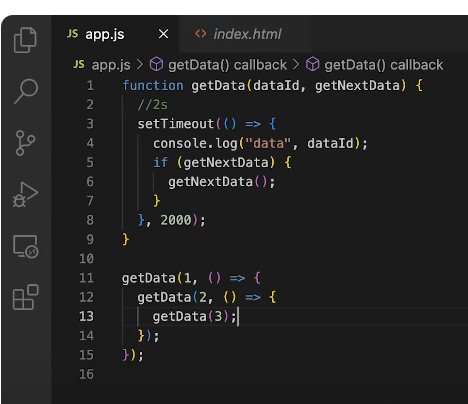 JS app.js × <> index.html
JS app.js > getData() callback > getData() callback
1 function getData(dataId, getNextData) {
2   //2s
3   setTimeout(() => {
4     console.log("data", dataId);
5     if (getNextData) {
6       getNextData();
7     }
8   }, 2000);
9 }
10
11 getData(1, () => {
12   getData(2, () => {
13     getData(3);
14   });
15 });
16